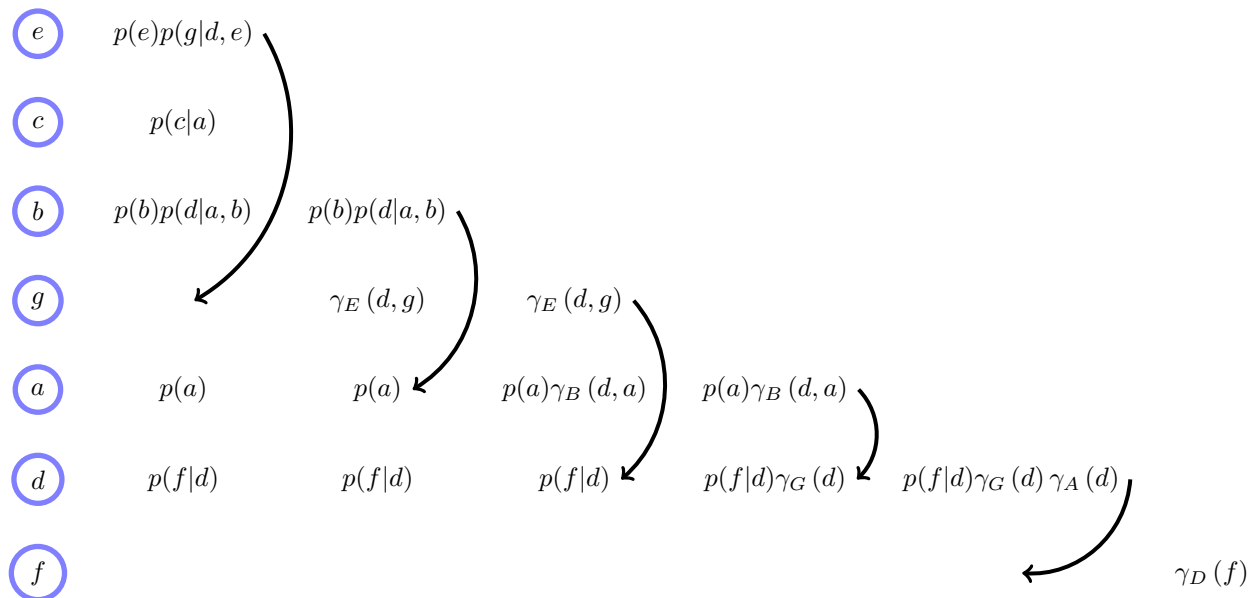 e p(e)p(g|d, e)
c p(c|a)
b p(b)p(d|a, b) p(b)p(d|a, b)
g γ_E (d, g) γ_E (d, g)
a p(a) p(a) p(a)γ_B (d, a) p(a)γ_B (d, a)
d p(f|d) p(f|d) p(f|d) p(f|d)γ_G (d) p(f|d)γ_G (d) γ_A (d)
f γ_D (f)